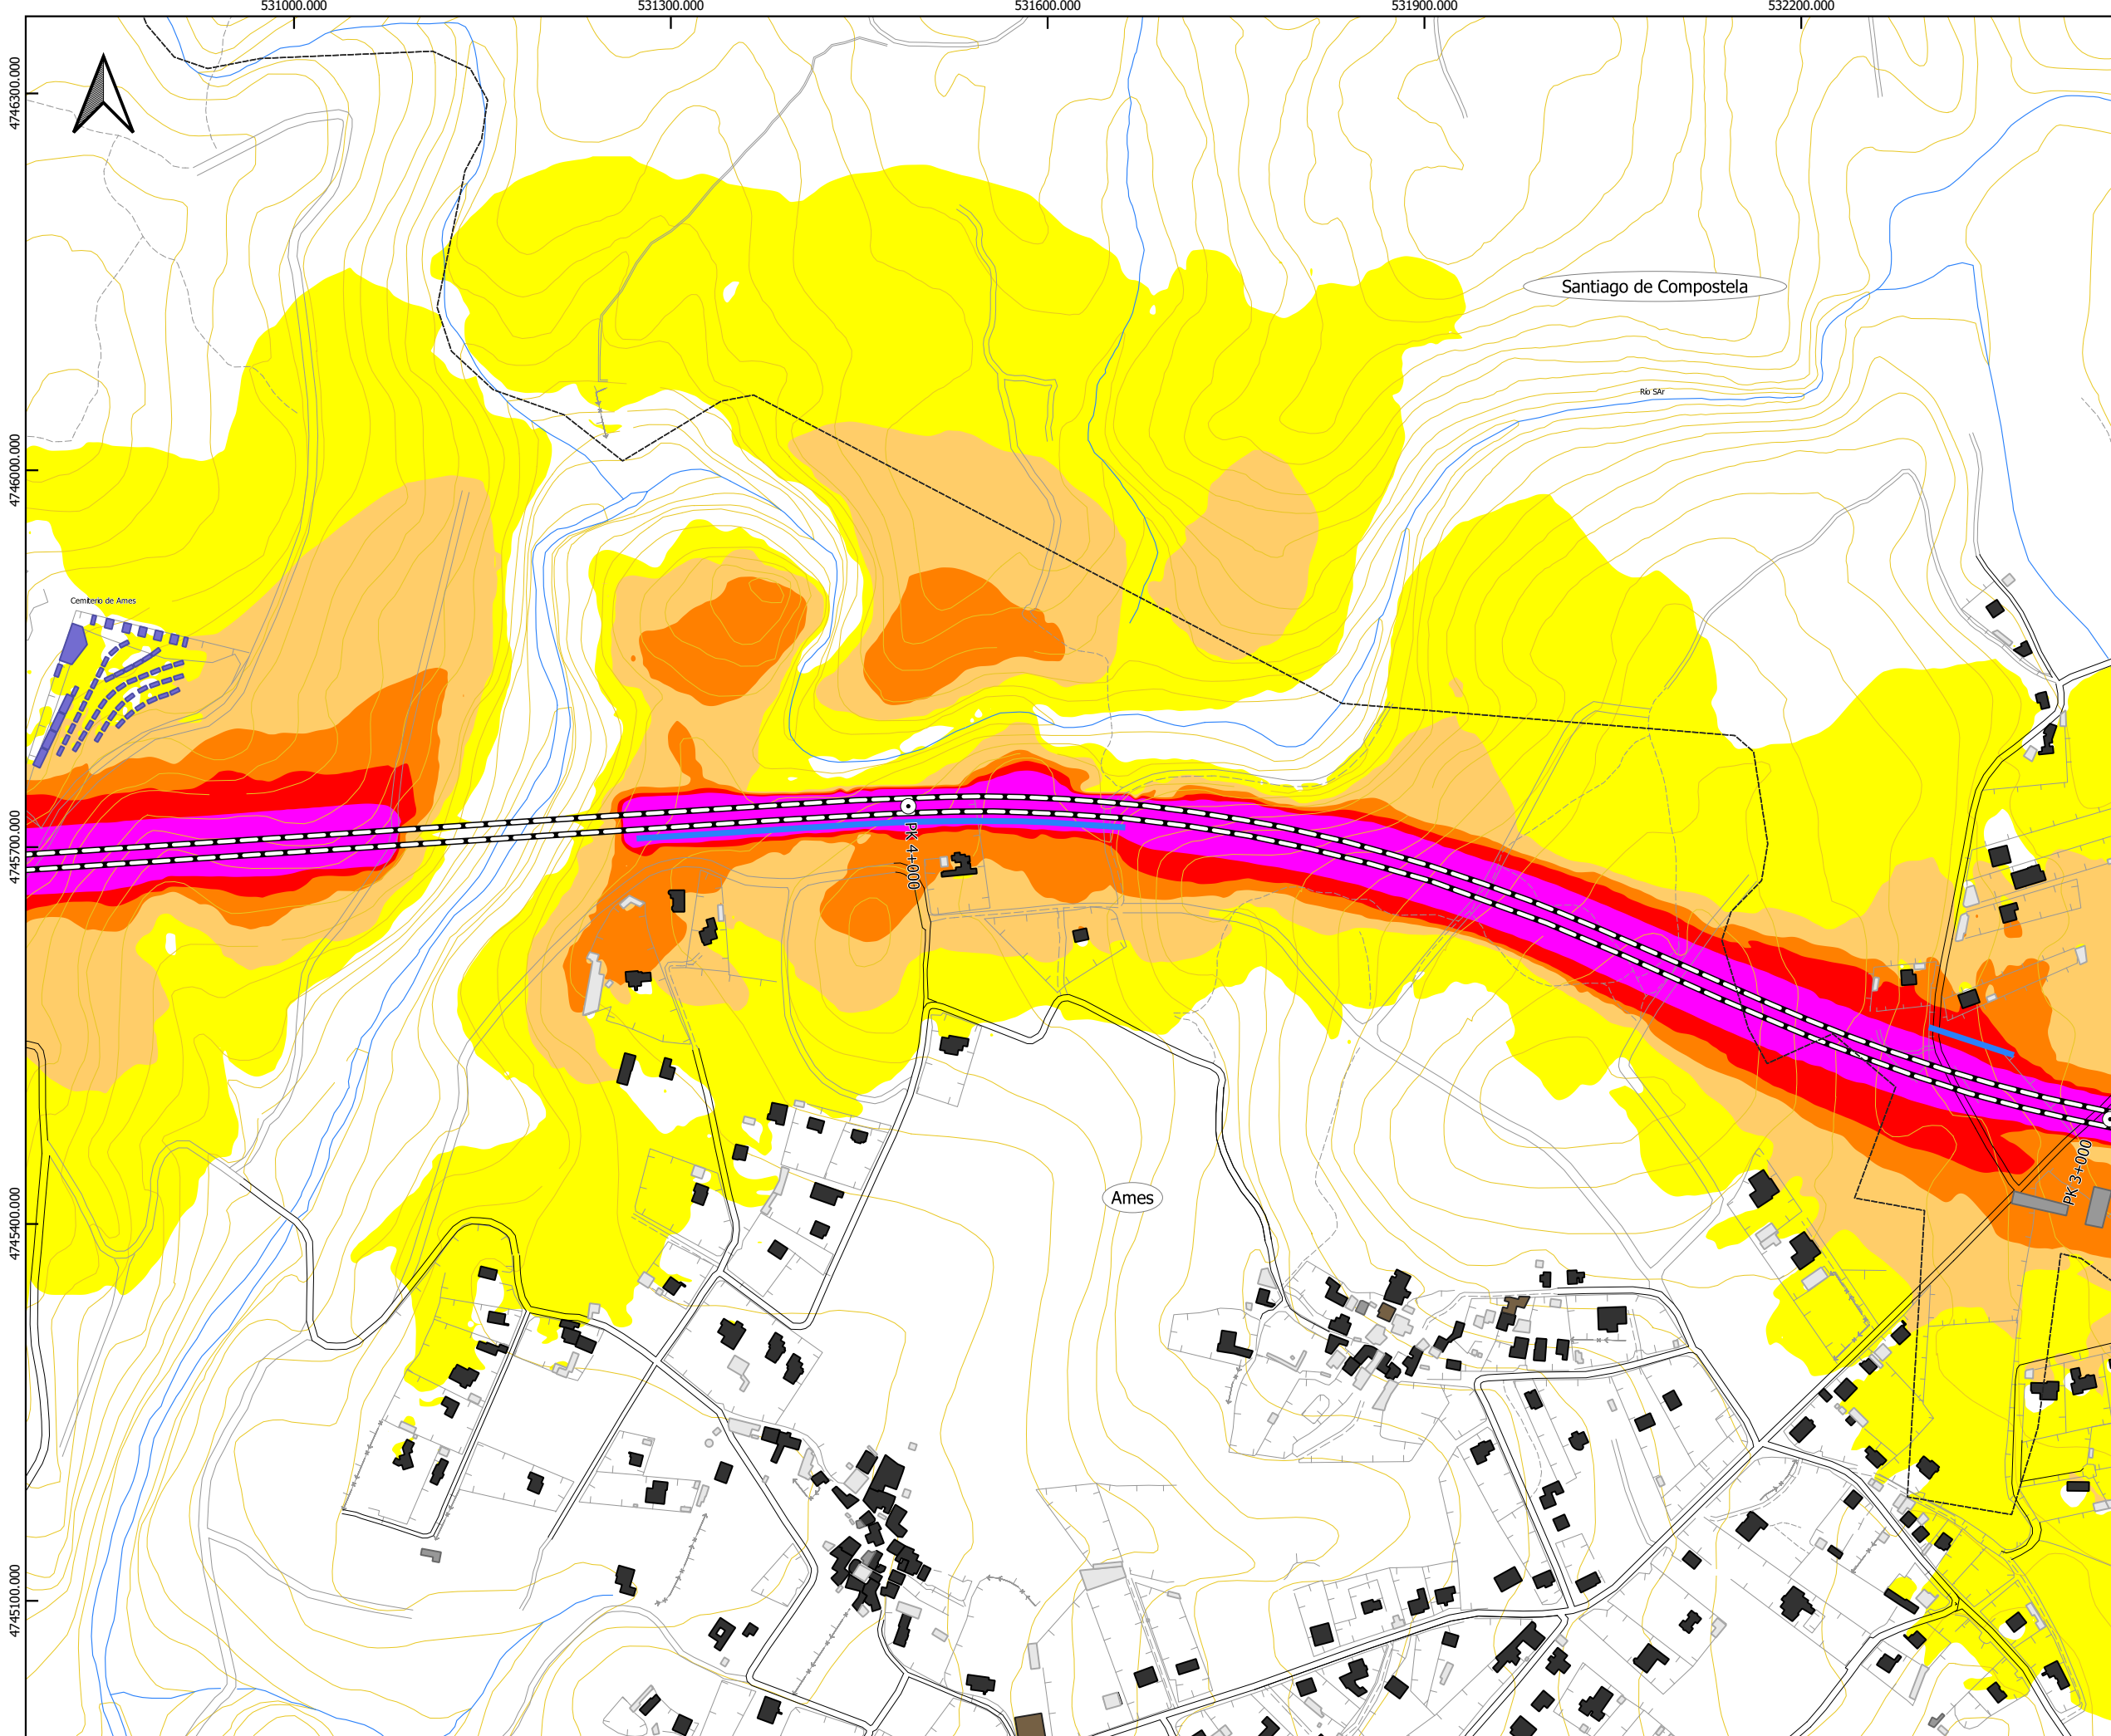 531000.000
531300.000
531600.000
531900.000
532200.000
4746300.000
Santiago de Compostela
Río SAr
4746000.000
Cemiterio de Ames
4745700.000
PK 4+000
PK 3+000
Ames
4745400.000
4745100.000